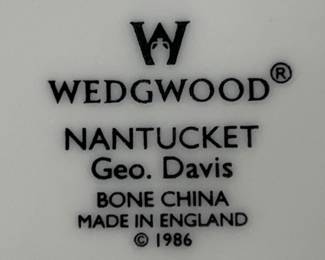 W
WEDGWOOD®
NANTUCKET
Geo. Davis
BONE CHINA
MADE IN ENGLAND
© 1986